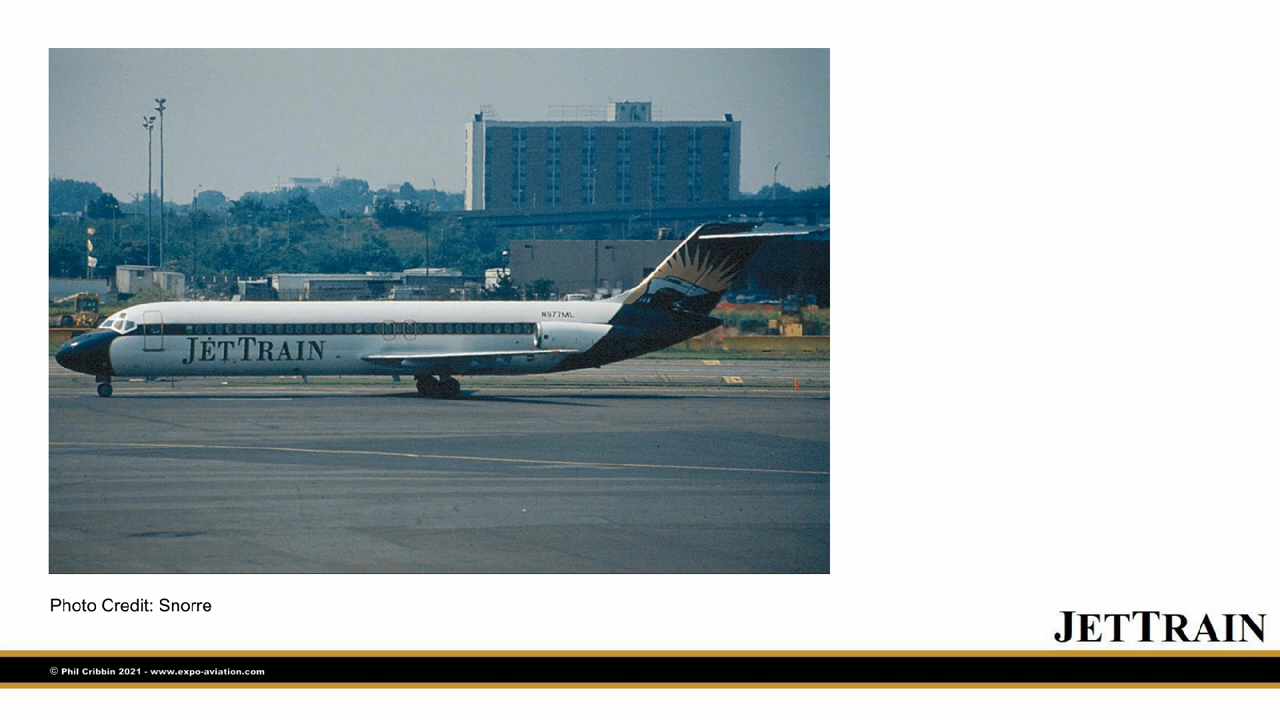 N977ML
JETTRAIN
Photo Credit: Snorre
JETTRAIN
© Phil Cribbin 2021 - www.expo-aviation.com